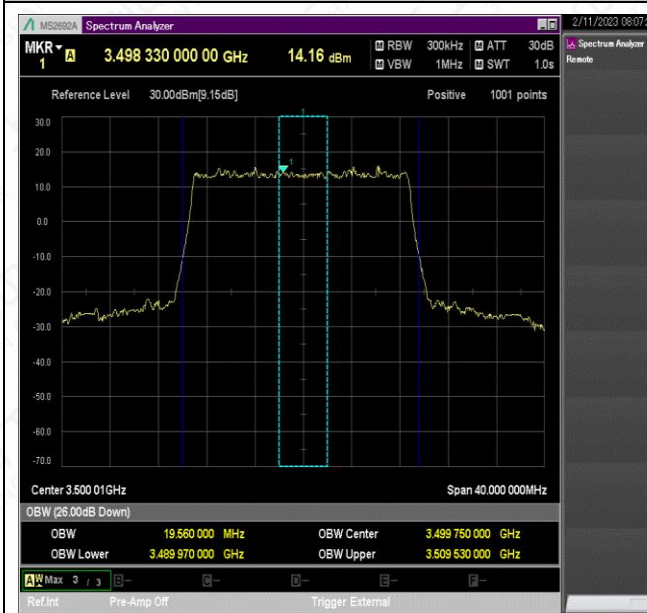 MS2692A Spectrum Analyzer
2/11/2023 08:07:
MKR 1 A 3.498 330 000 00 GHz 14.16 dBm
M RBW 300kHz M ATT 30dB
M VBW 1MHz M SWT 1.0s
Spectrum Analyzer
Remote
Reference Level 30.00dBm[9.15dB] Positive 1001 points
1
30.0
20.0
1
10.0
0.0
-10.0
-20.0
-30.0
-40.0
-50.0
-60.0
-70.0
Center 3.500 01GHz Span 40.000 000MHz
OBW (26.00dB Down)
OBW 19.560 000 MHz OBW Center 3.499 750 000 GHz
OBW Lower 3.489 970 000 GHz OBW Upper 3.509 530 000 GHz
A W Max 3 / 3 B- C- D- E- F-
Ref.Int Pre-Amp Off Trigger External